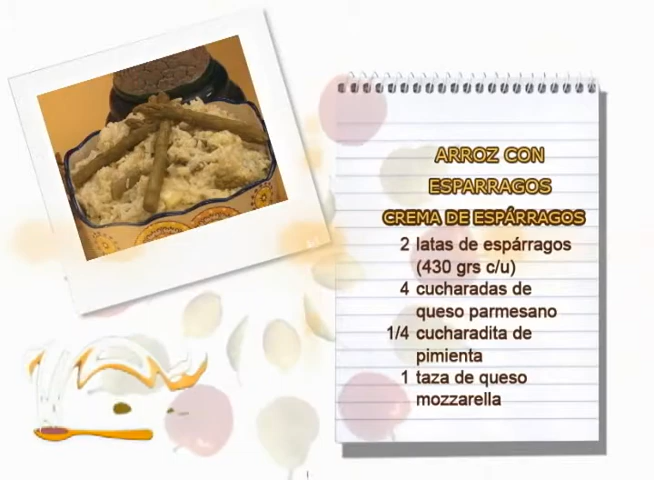 ARROZ CON
ESPARRAGOS
CREMA DE ESPÁRRAGOS
2 latas de espárragos
(430 grs c/u)
4 cucharadas de
queso parmesano
1/4 cucharadita de
pimienta
1 taza de queso
mozzarella